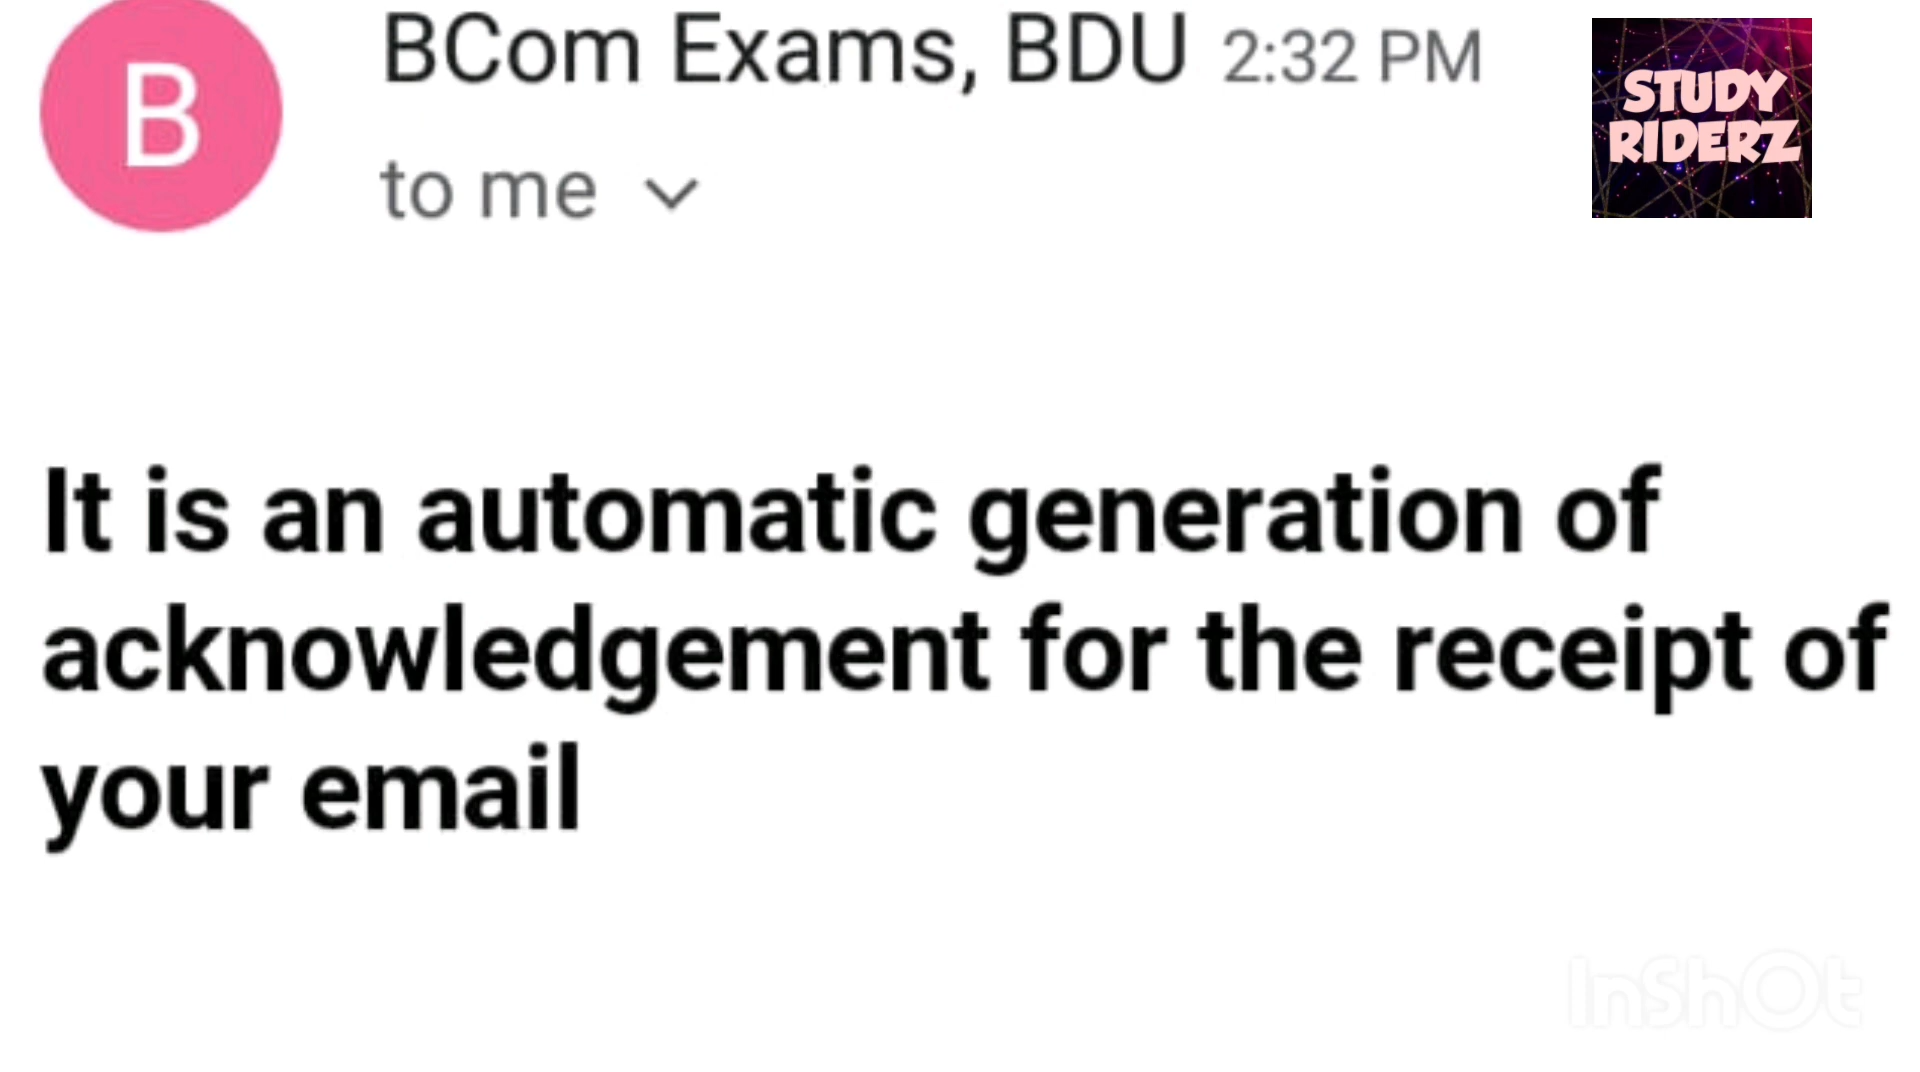 B
BCom Exams, BDU 2:32 PM
to me
STUDY
RIDERZ
It is an automatic generation of
acknowledgement for the receipt of
your email
InShOt